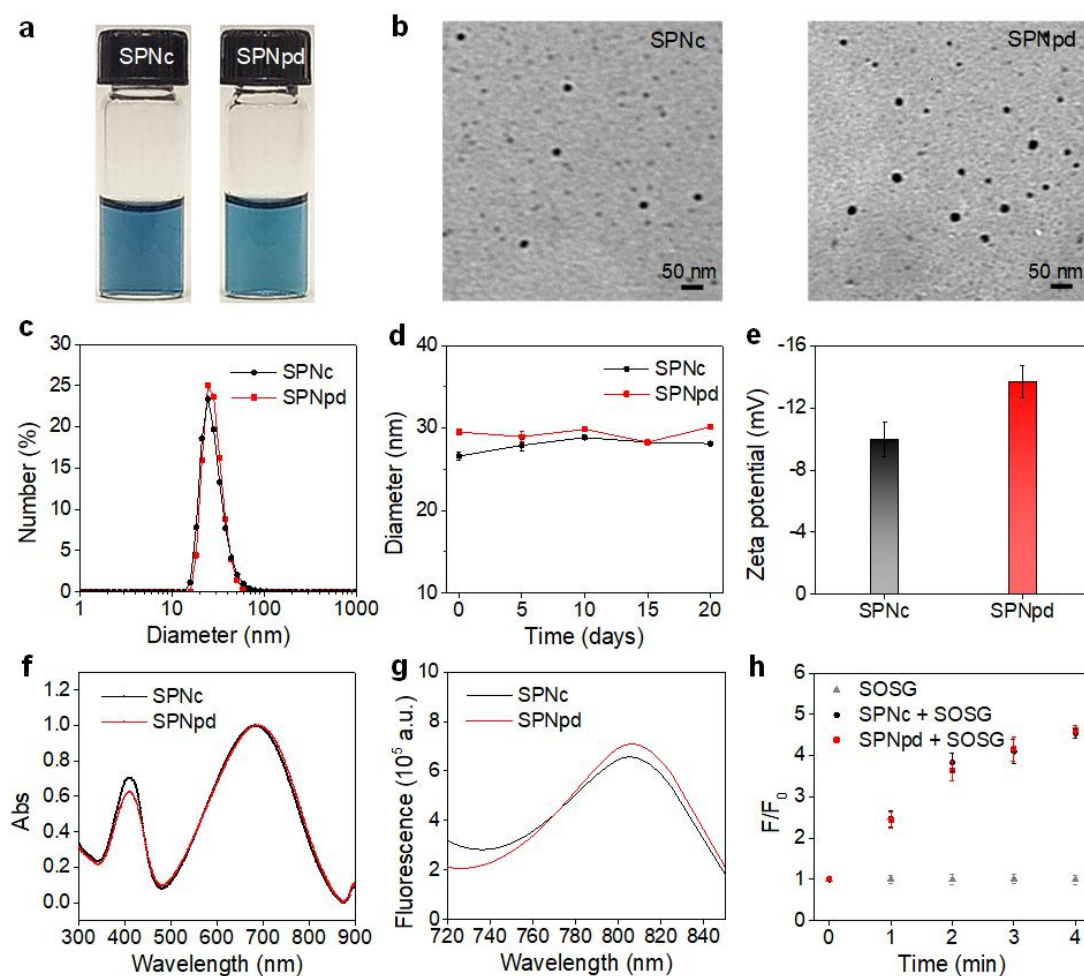 a
SPNc
SPNpd
b
SPNc
50 nm
SPNpd
50 nm
c
30
25
20
15
10
5
0
Number (%)
SPNc
SPNpd
1
10
100
1000
Diameter (nm)
d
40
30
20
10
Diameter (nm)
SPNc
SPNpd
0
5
10
15
20
Time (days)
e
-16
-12
-8
-4
0
Zeta potential (mV)
SPNc
SPNpd
f
1.2
1.0
0.8
0.6
0.4
0.2
0.0
Abs
SPNc
SPNpd
300
400
500
600
700
800
900
Wavelength (nm)
g
10
8
6
4
2
0
Fluorescence (10⁵ a.u.)
SPNc
SPNpd
720
740
760
780
800
820
840
Wavelength (nm)
h
6
5
4
3
2
1
0
F/F₀
SOSG
SPNc + SOSG
SPNpd + SOSG
0
1
2
3
4
Time (min)